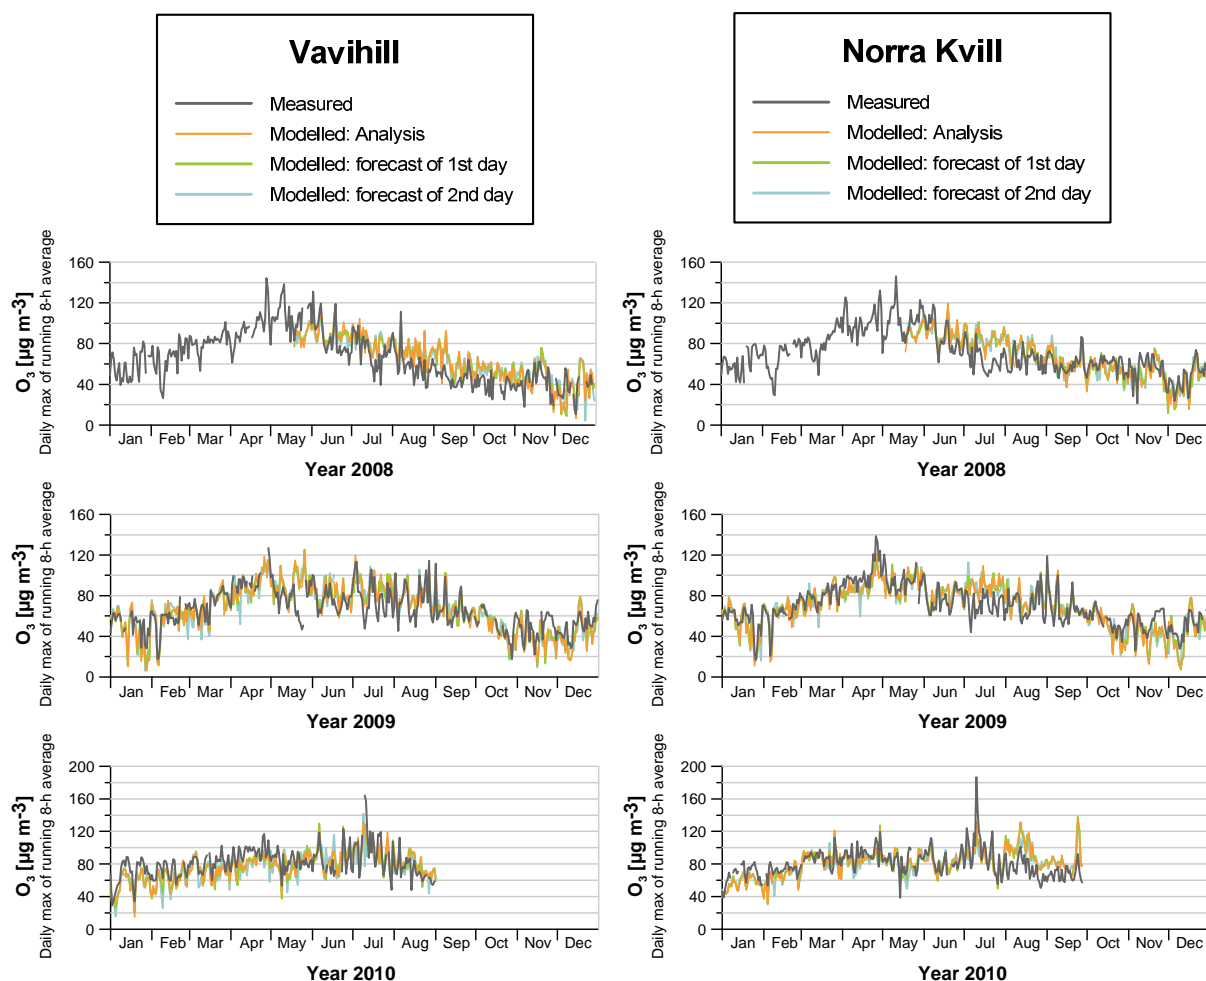 Vavihill
Measured
Modelled: Analysis
Modelled: forecast of 1st day
Modelled: forecast of 2nd day
Norra Kvill
Measured
Modelled: Analysis
Modelled: forecast of 1st day
Modelled: forecast of 2nd day
O3 [µg m-3]
Daily max of running 8-h average
160
120
80
40
0
Jan Feb Mar Apr May Jun Jul Aug Sep Oct Nov Dec
Year 2008
O3 [µg m-3]
Daily max of running 8-h average
160
120
80
40
0
Jan Feb Mar Apr May Jun Jul Aug Sep Oct Nov Dec
Year 2008
O3 [µg m-3]
Daily max of running 8-h average
160
120
80
40
0
Jan Feb Mar Apr May Jun Jul Aug Sep Oct Nov Dec
Year 2009
O3 [µg m-3]
Daily max of running 8-h average
160
120
80
40
0
Jan Feb Mar Apr May Jun Jul Aug Sep Oct Nov Dec
Year 2009
O3 [µg m-3]
Daily max of running 8-h average
200
160
120
80
40
0
Jan Feb Mar Apr May Jun Jul Aug Sep Oct Nov Dec
Year 2010
O3 [µg m-3]
Daily max of running 8-h average
200
160
120
80
40
0
Jan Feb Mar Apr May Jun Jul Aug Sep Oct Nov Dec
Year 2010